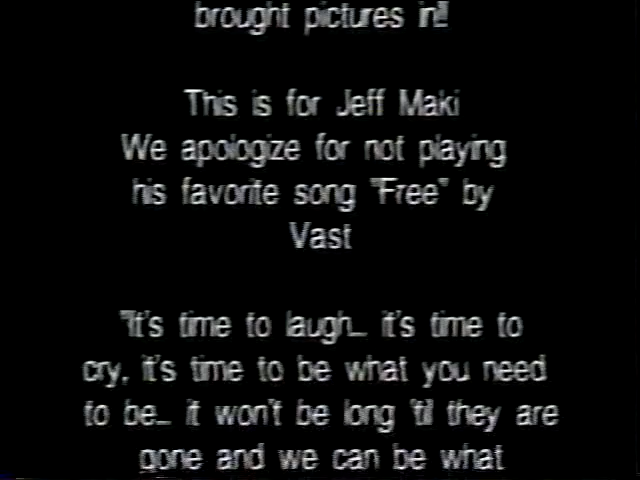 brought pictures in!!
This is for Jeff Maki
We apologize for not playing
his favorite song "Free" by
Vast
"It's time to laugh... it's time to
cry, it's time to be what you need
to be... it won't be long 'til they are
gone and we can be what